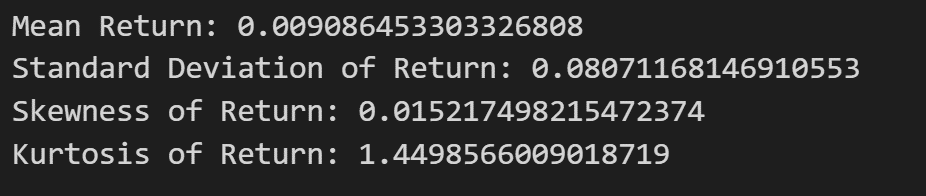 Mean Return: 0.009086453303326808
Standard Deviation of Return: 0.08071168146910553
Skewness of Return: 0.015217498215472374
Kurtosis of Return: 1.4498566009018719